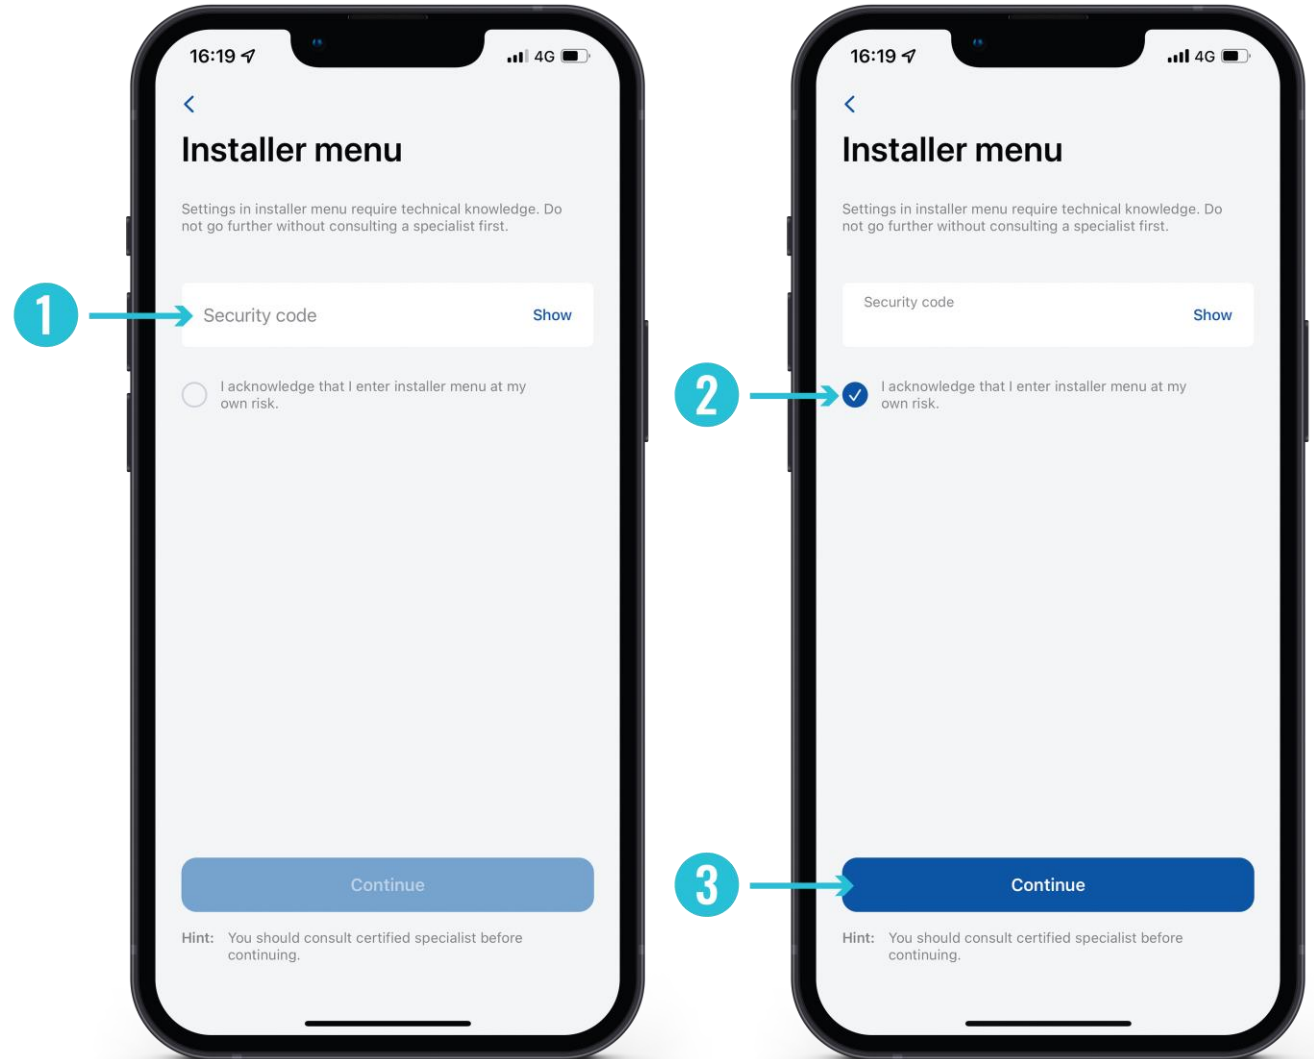 16:19
4G
Installer menu
Settings in installer menu require technical knowledge. Do
not go further without consulting a specialist first.
1
Security code
Show
I acknowledge that I enter installer menu at my
own risk.
Continue
Hint: You should consult certified specialist before
continuing.
16:19
4G
Installer menu
Settings in installer menu require technical knowledge. Do
not go further without consulting a specialist first.
Security code
Show
2
I acknowledge that I enter installer menu at my
own risk.
3
Continue
Hint: You should consult certified specialist before
continuing.